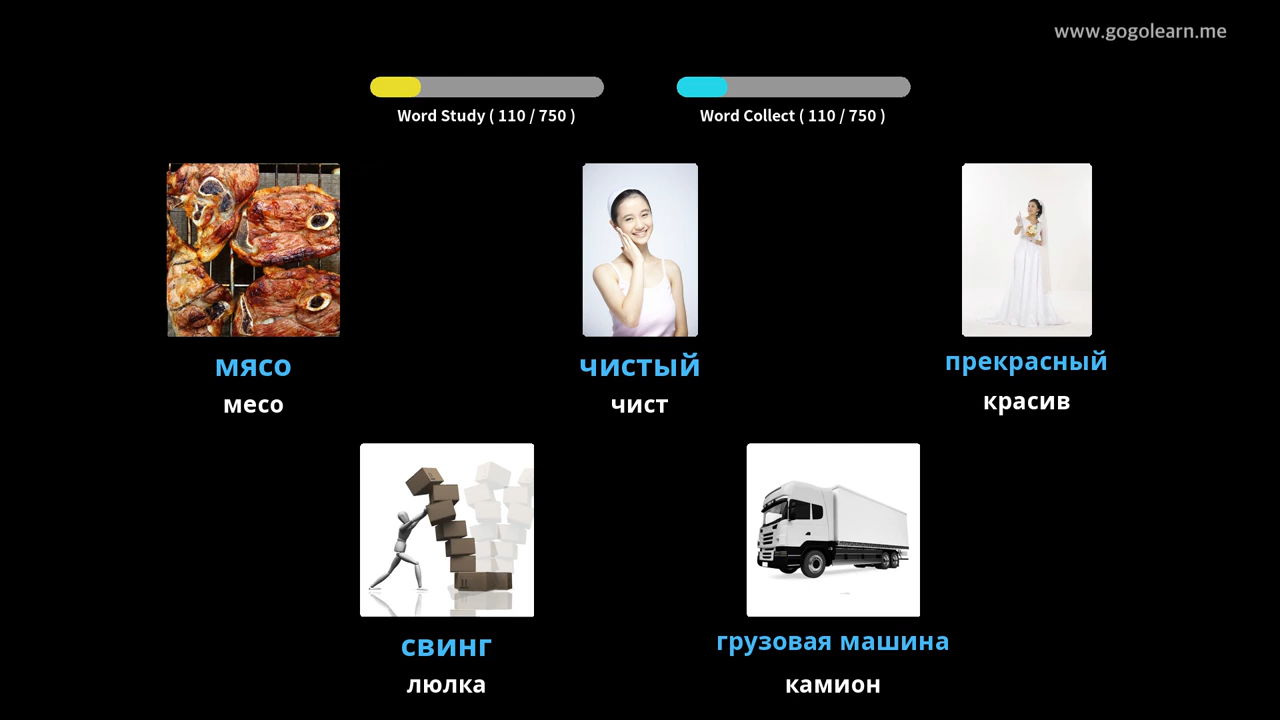 www.gogolearn.me
Word Study ( 110 / 750 )
Word Collect ( 110 / 750 )
мясо
месо
чистый
чист
прекрасный
красив
свинг
люлка
грузовая машина
камион